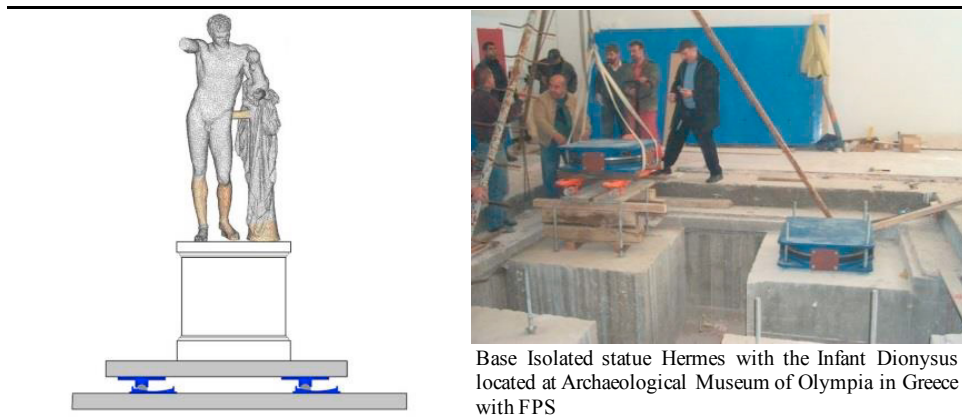 Base Isolated statue Hermes with the Infant Dionysus
located at Archaeological Museum of Olympia in Greece
with FPS